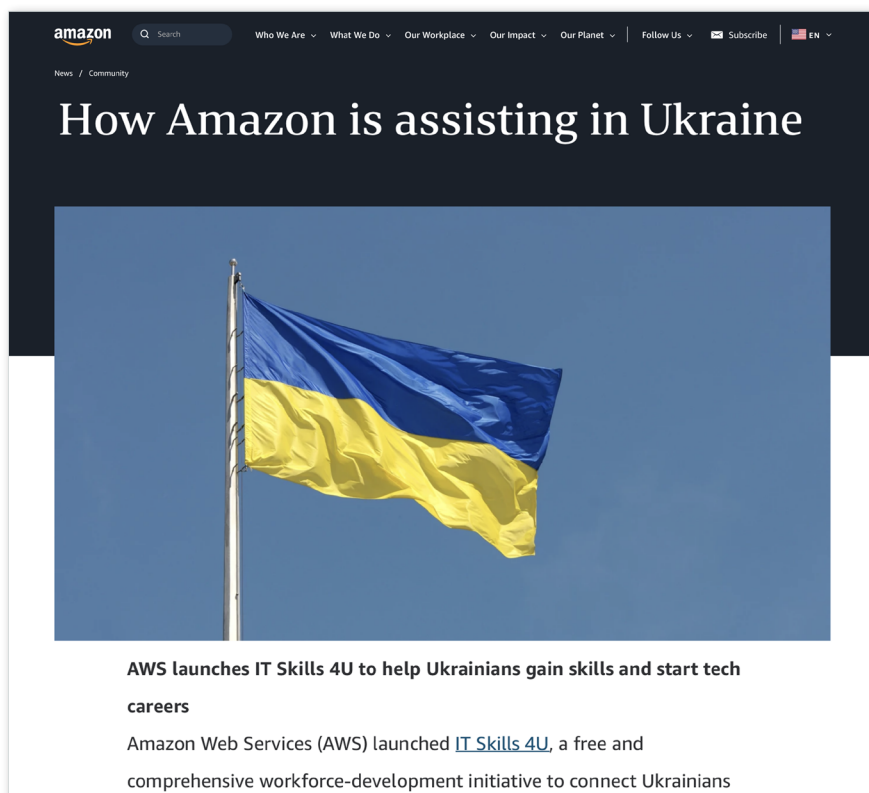 amazon
Search
Who We Are
What We Do
Our Workplace
Our Impact
Our Planet
Follow Us
Subscribe
EN
News / Community
How Amazon is assisting in Ukraine
AWS launches IT Skills 4U to help Ukrainians gain skills and start tech
careers
Amazon Web Services (AWS) launched IT Skills 4U, a free and
comprehensive workforce-development initiative to connect Ukrainians